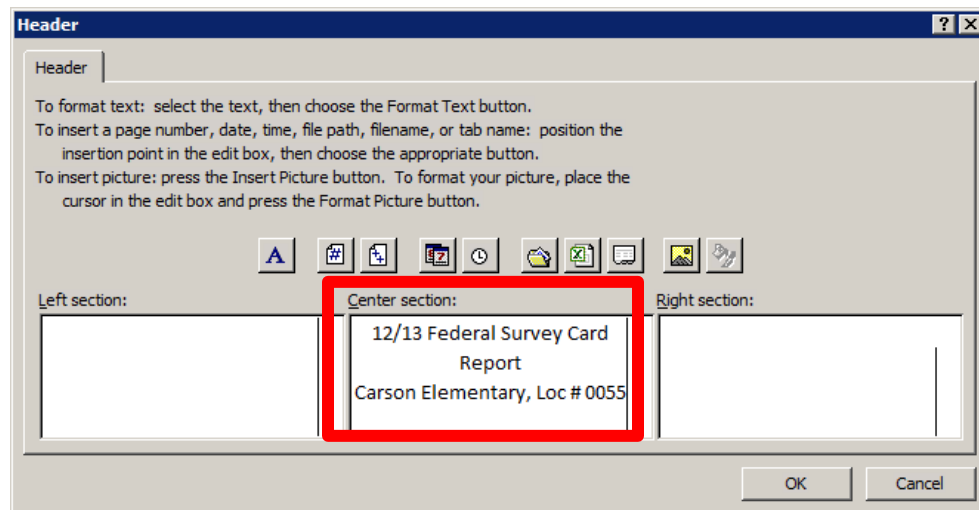 Header
Header
To format text: select the text, then choose the Format Text button.
To insert a page number, date, time, file path, filename, or tab name: position the
insertion point in the edit box, then choose the appropriate button.
To insert picture: press the Insert Picture button. To format your picture, place the
cursor in the edit box and press the Format Picture button.
Left section:
Center section:
Right section:
12/13 Federal Survey Card
Report
Carson Elementary, Loc # 0055
OK
Cancel